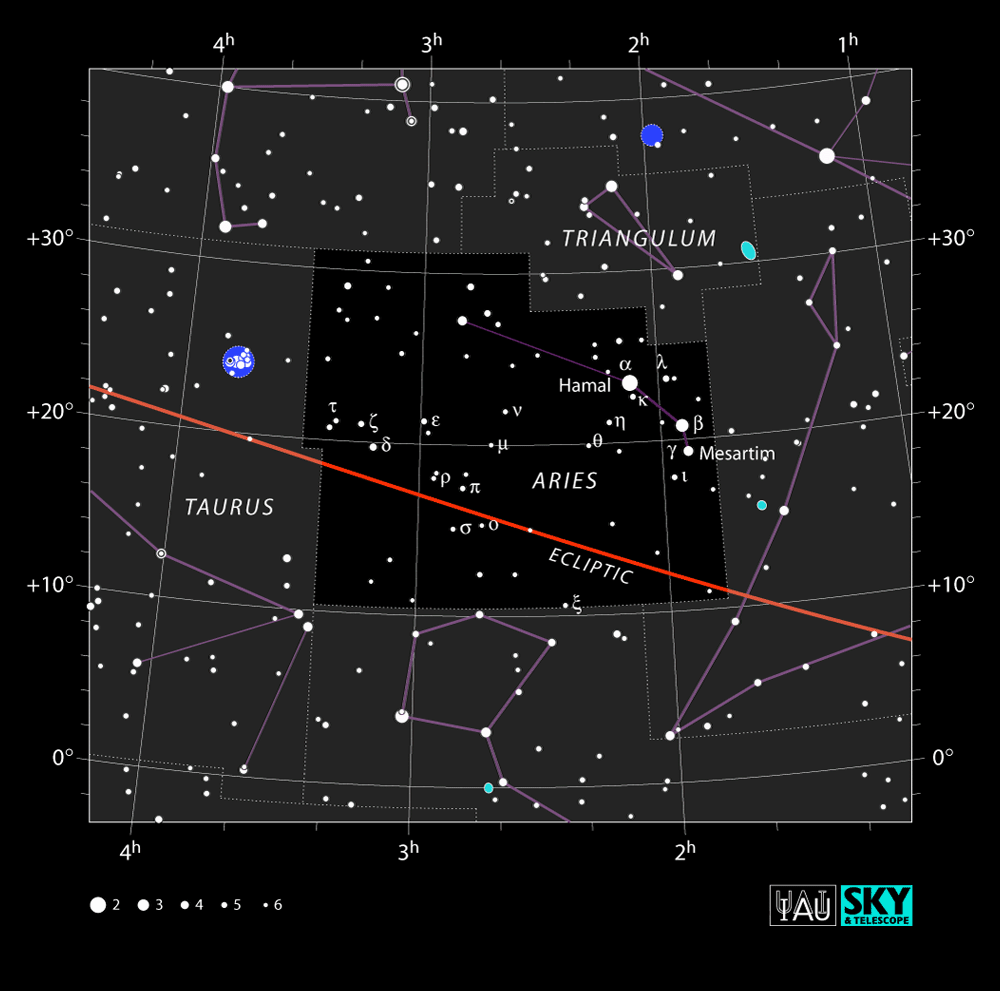 4h 3h 2h 1h
+30° TRIANGULUM +30°
α λ
Hamal
κ
+20° τ ζ ε ν η β +20°
δ μ θ γ Mesartim
ρ π ARIES ι
TAURUS
σ ο
ECLIPTIC
+10° ξ +10°
0° 0°
4h 3h 2h
2 3 4 5 6
IAU SKY
& TELESCOPE